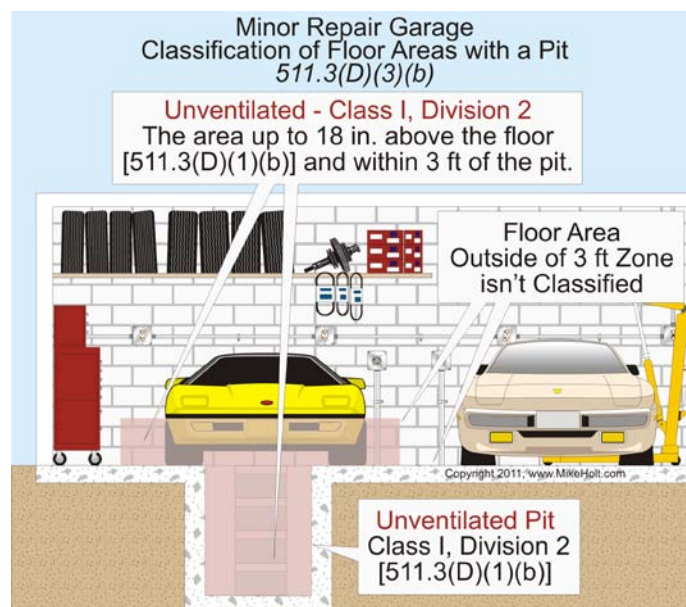 Minor Repair Garage
Classification of Floor Areas with a Pit
511.3(D)(3)(b)
Unventilated - Class I, Division 2
The area up to 18 in. above the floor
[511.3(D)(1)(b)] and within 3 ft of the pit.
Floor Area
Outside of 3 ft Zone
isn't Classified
Copyright 2011, www.MikeHolt.com
Unventilated Pit
Class I, Division 2
[511.3(D)(1)(b)]